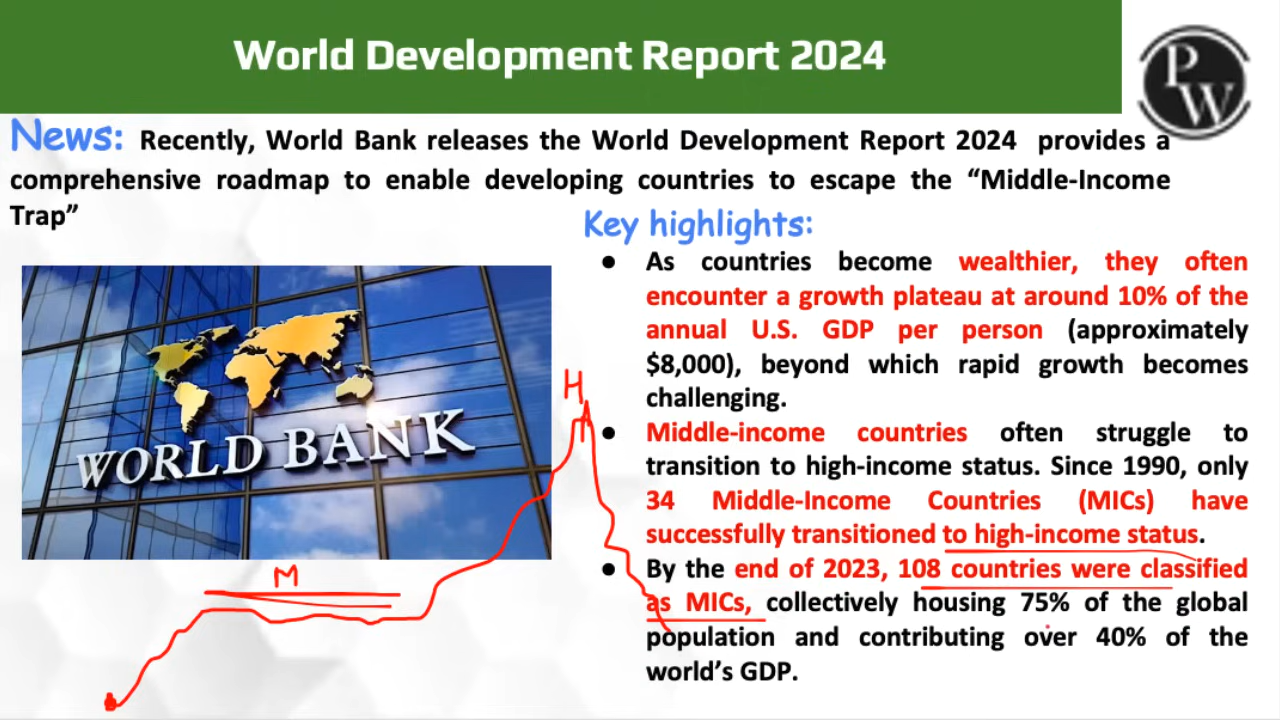 World Development Report 2024
PW
News: Recently, World Bank releases the World Development Report 2024 provides a
comprehensive roadmap to enable developing countries to escape the “Middle-Income
Trap”
WORLD BANK
M
H
Key highlights:
● As countries become wealthier, they often
encounter a growth plateau at around 10% of the
annual U.S. GDP per person (approximately
$8,000), beyond which rapid growth becomes
challenging.
● Middle-income countries often struggle to
transition to high-income status. Since 1990, only
34 Middle-Income Countries (MICs) have
successfully transitioned to high-income status.
● By the end of 2023, 108 countries were classified
as MICs, collectively housing 75% of the global
population and contributing over 40% of the
world’s GDP.